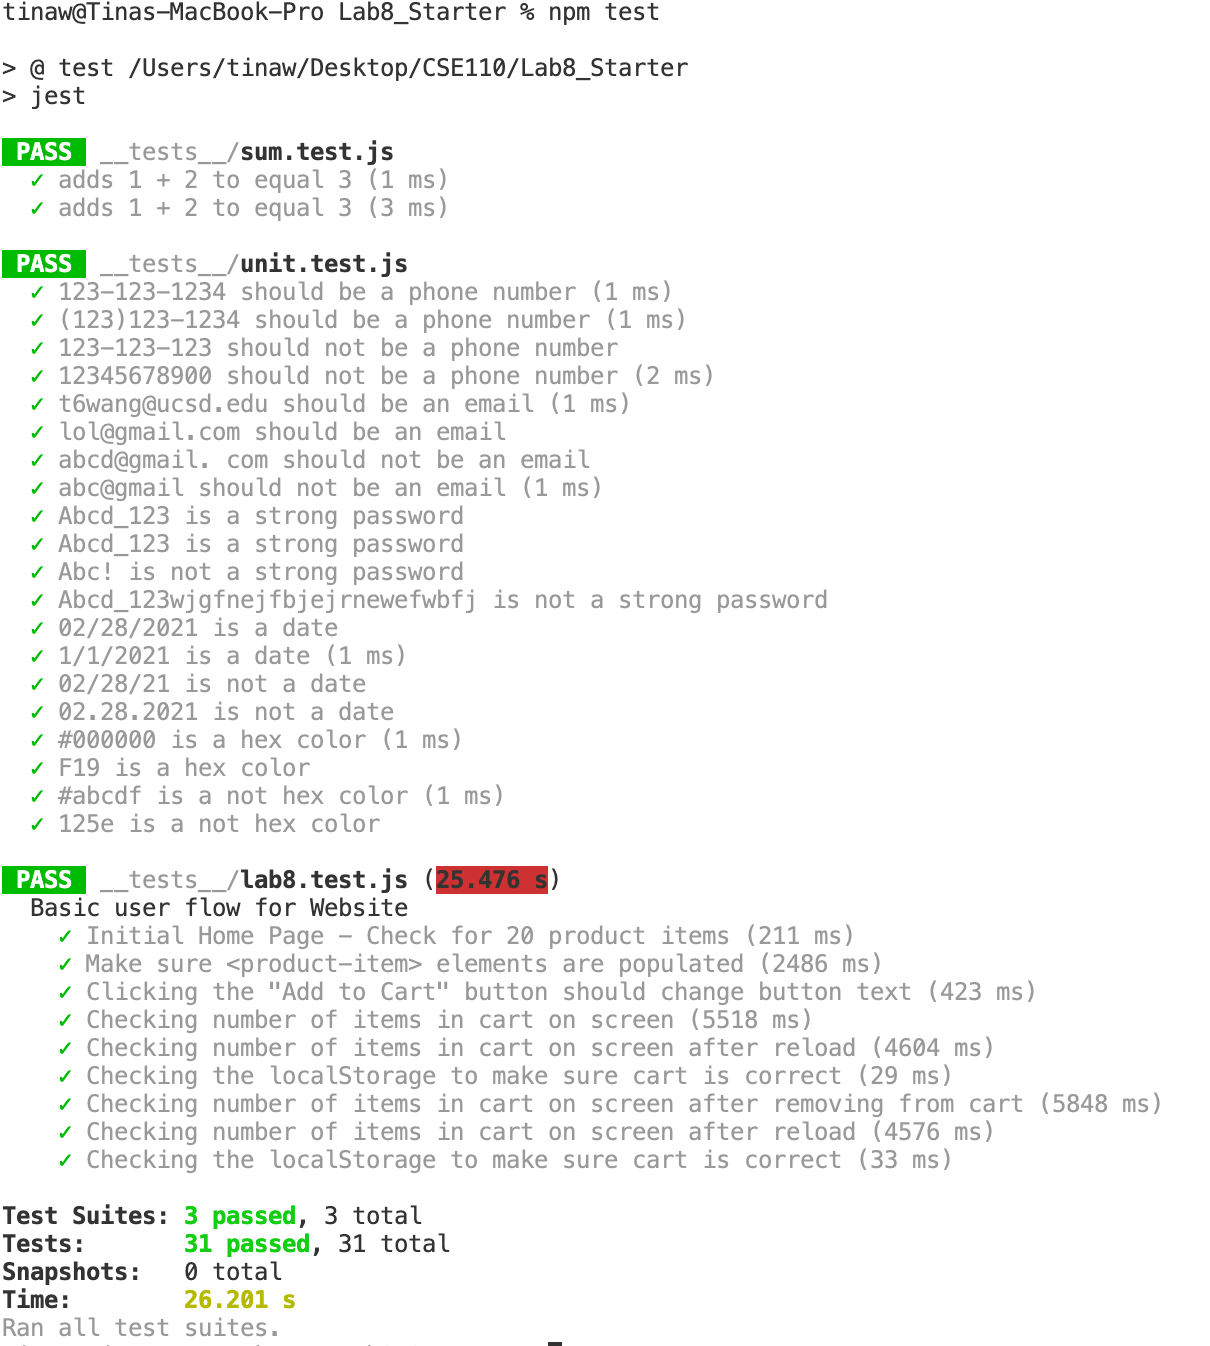 tinaw@Tinas-MacBook-Pro Lab8_Starter % npm test
> @ test /Users/tinaw/Desktop/CSE110/Lab8_Starter
> jest
PASS __tests__/sum.test.js
✓ adds 1 + 2 to equal 3 (1 ms)
✓ adds 1 + 2 to equal 3 (3 ms)
PASS __tests__/unit.test.js
✓ 123-123-1234 should be a phone number (1 ms)
✓ (123)123-1234 should be a phone number (1 ms)
✓ 123-123-123 should not be a phone number
✓ 12345678900 should not be a phone number (2 ms)
✓ t6wang@ucsd.edu should be an email (1 ms)
✓ lol@gmail.com should be an email
✓ abcd@gmail. com should not be an email
✓ abc@gmail should not be an email (1 ms)
✓ Abcd_123 is a strong password
✓ Abcd_123 is a strong password
✓ Abc! is not a strong password
✓ Abcd_123wjgfnejfbjejrnewefwbfj is not a strong password
✓ 02/28/2021 is a date
✓ 1/1/2021 is a date (1 ms)
✓ 02/28/21 is not a date
✓ 02.28.2021 is not a date
✓ #000000 is a hex color (1 ms)
✓ F19 is a hex color
✓ #abcdf is a not hex color (1 ms)
✓ 125e is a not hex color
PASS __tests__/lab8.test.js (25.476 s)
Basic user flow for Website
✓ Initial Home Page - Check for 20 product items (211 ms)
✓ Make sure <product-item> elements are populated (2486 ms)
✓ Clicking the "Add to Cart" button should change button text (423 ms)
✓ Checking number of items in cart on screen (5518 ms)
✓ Checking number of items in cart on screen after reload (4604 ms)
✓ Checking the localStorage to make sure cart is correct (29 ms)
✓ Checking number of items in cart on screen after removing from cart (5848 ms)
✓ Checking number of items in cart on screen after reload (4576 ms)
✓ Checking the localStorage to make sure cart is correct (33 ms)
Test Suites: 3 passed, 3 total
Tests: 31 passed, 31 total
Snapshots: 0 total
Time: 26.201 s
Ran all test suites.